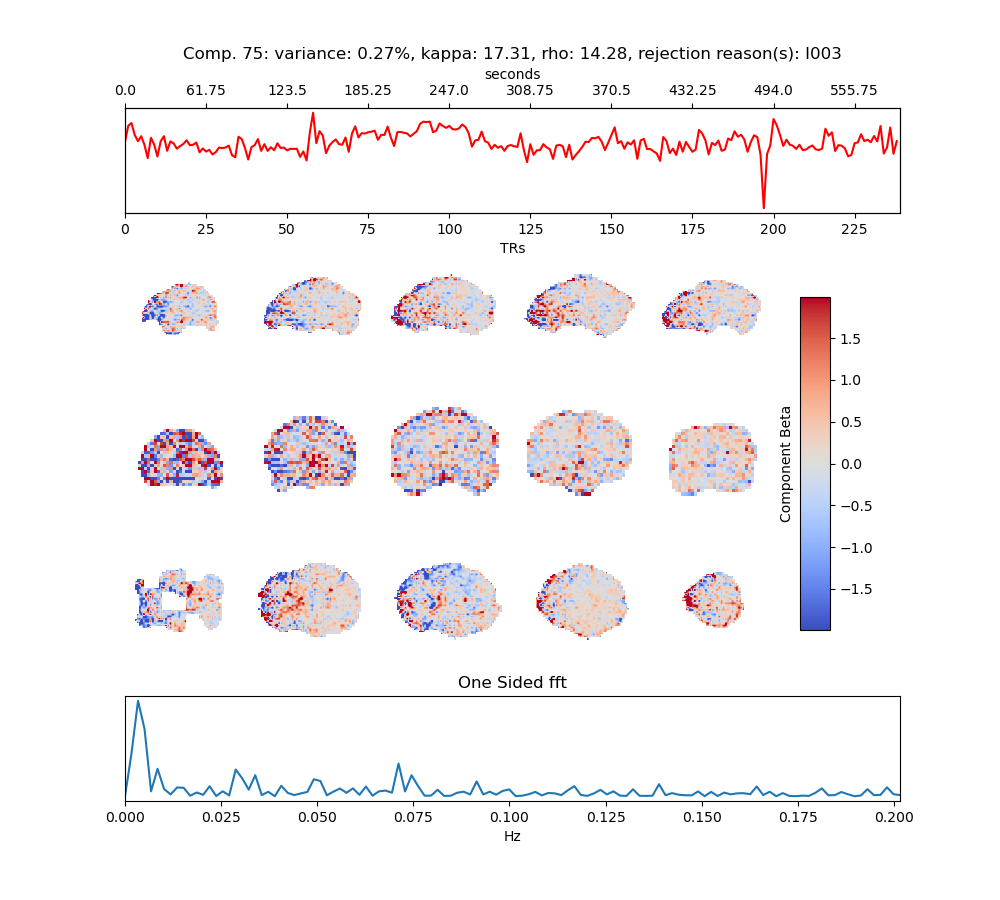 Comp. 75: variance: 0.27%, kappa: 17.31, rho: 14.28, rejection reason(s): I003
seconds
0.0 61.75 123.5 185.25 247.0 308.75 370.5 432.25 494.0 555.75
0 25 50 75 100 125 150 175 200 225
TRs
1.5
1.0
0.5
0.0
−0.5
−1.0
−1.5
Component Beta
One Sided fft
0.000 0.025 0.050 0.075 0.100 0.125 0.150 0.175 0.200
Hz